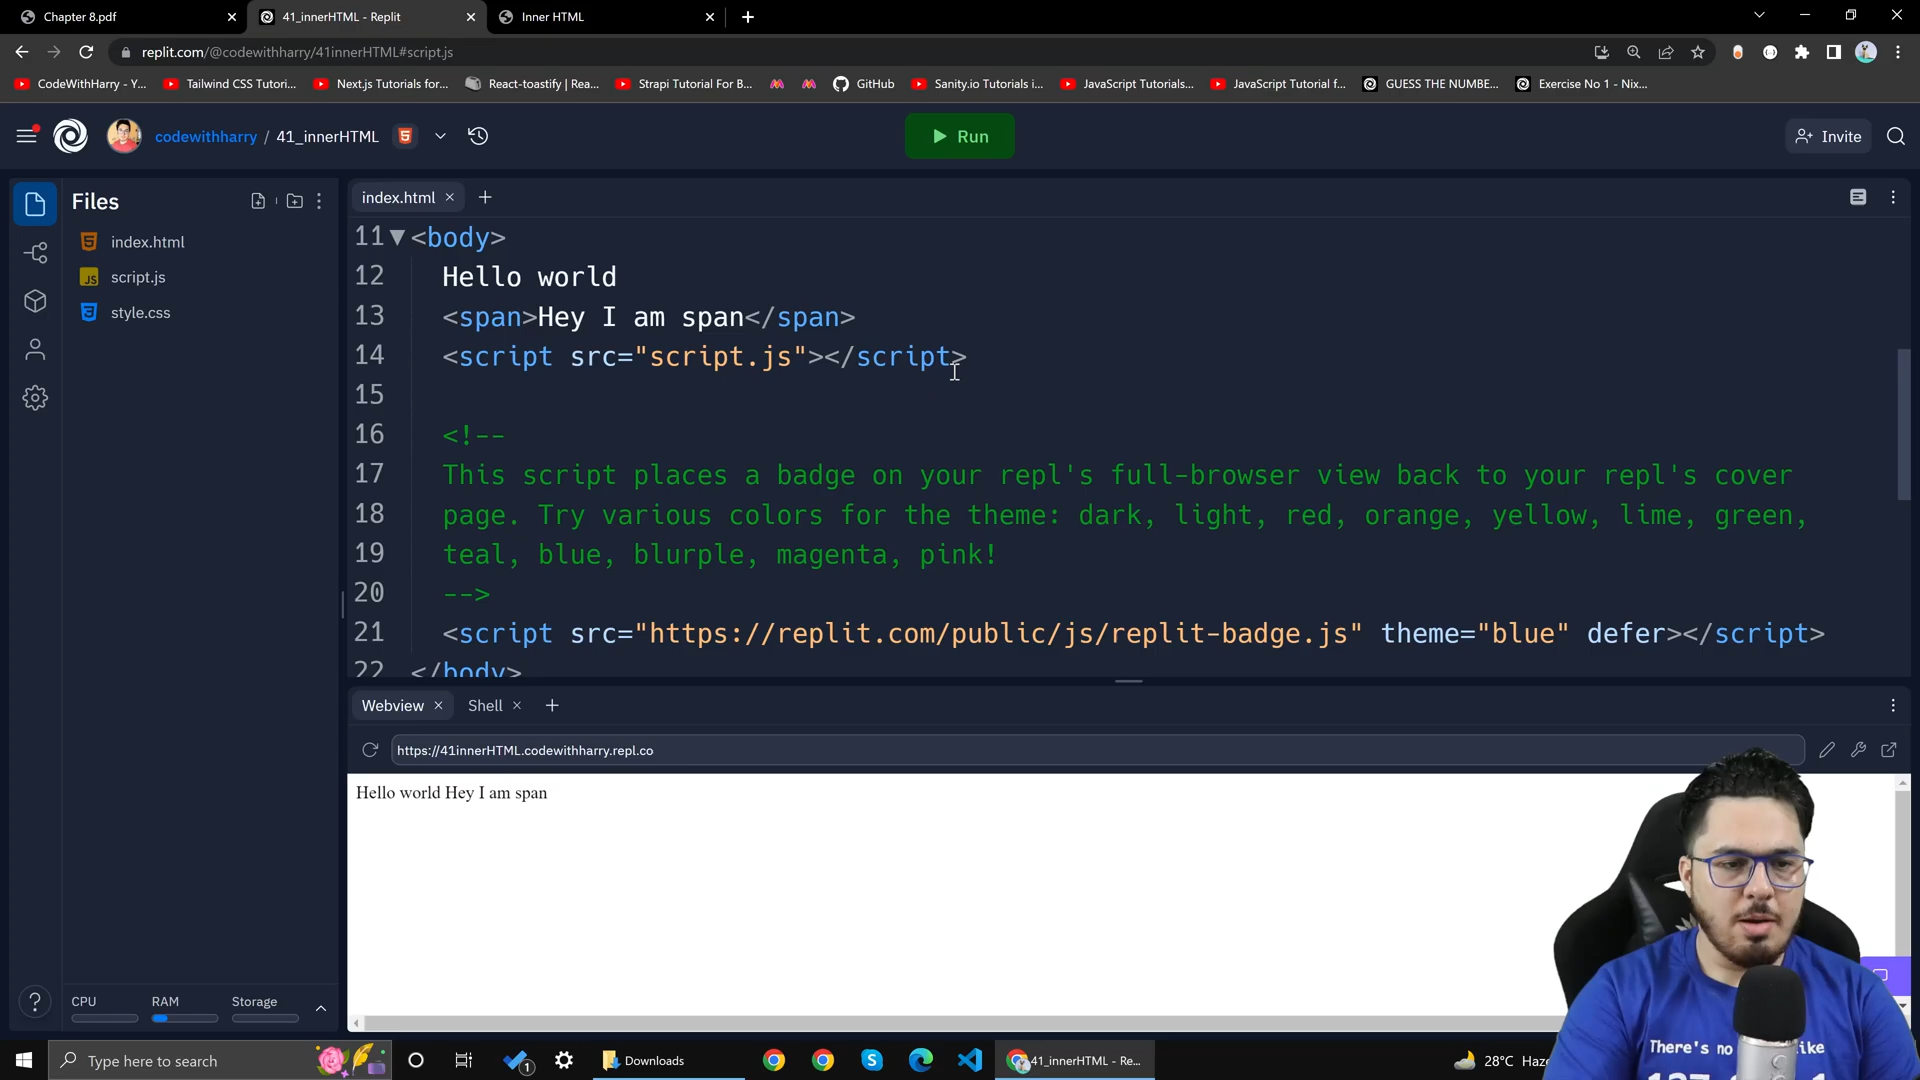 Chapter 8.pdf
41_innerHTML - Replit
Inner HTML
replit.com/@codewithharry/41innerHTML#script.js
CodeWithHarry - Y...
Tailwind CSS Tutori...
Next.js Tutorials for...
React-toastify | Rea...
Strapi Tutorial For B...
GitHub
Sanity.io Tutorials i...
JavaScript Tutorials...
JavaScript Tutorial f...
GUESS THE NUMBE...
Exercise No 1 - Nix...
codewithharry / 41_innerHTML
Run
Invite
Files
index.html
script.js
style.css
index.html
11 <body>
12 Hello world
13 <span>Hey I am span</span>
14 <script src="script.js"></script>
15
16 <!--
17 This script places a badge on your repl's full-browser view back to your repl's cover
18 page. Try various colors for the theme: dark, light, red, orange, yellow, lime, green,
19 teal, blue, blurple, magenta, pink!
20 -->
21 <script src="https://replit.com/public/js/replit-badge.js" theme="blue" defer></script>
22 </body>
Webview
Shell
https://41innerHTML.codewithharry.repl.co
Hello world Hey I am span
CPU
RAM
Storage
Type here to search
1
Downloads
41_innerHTML - Re...
28°C Haze
There's no